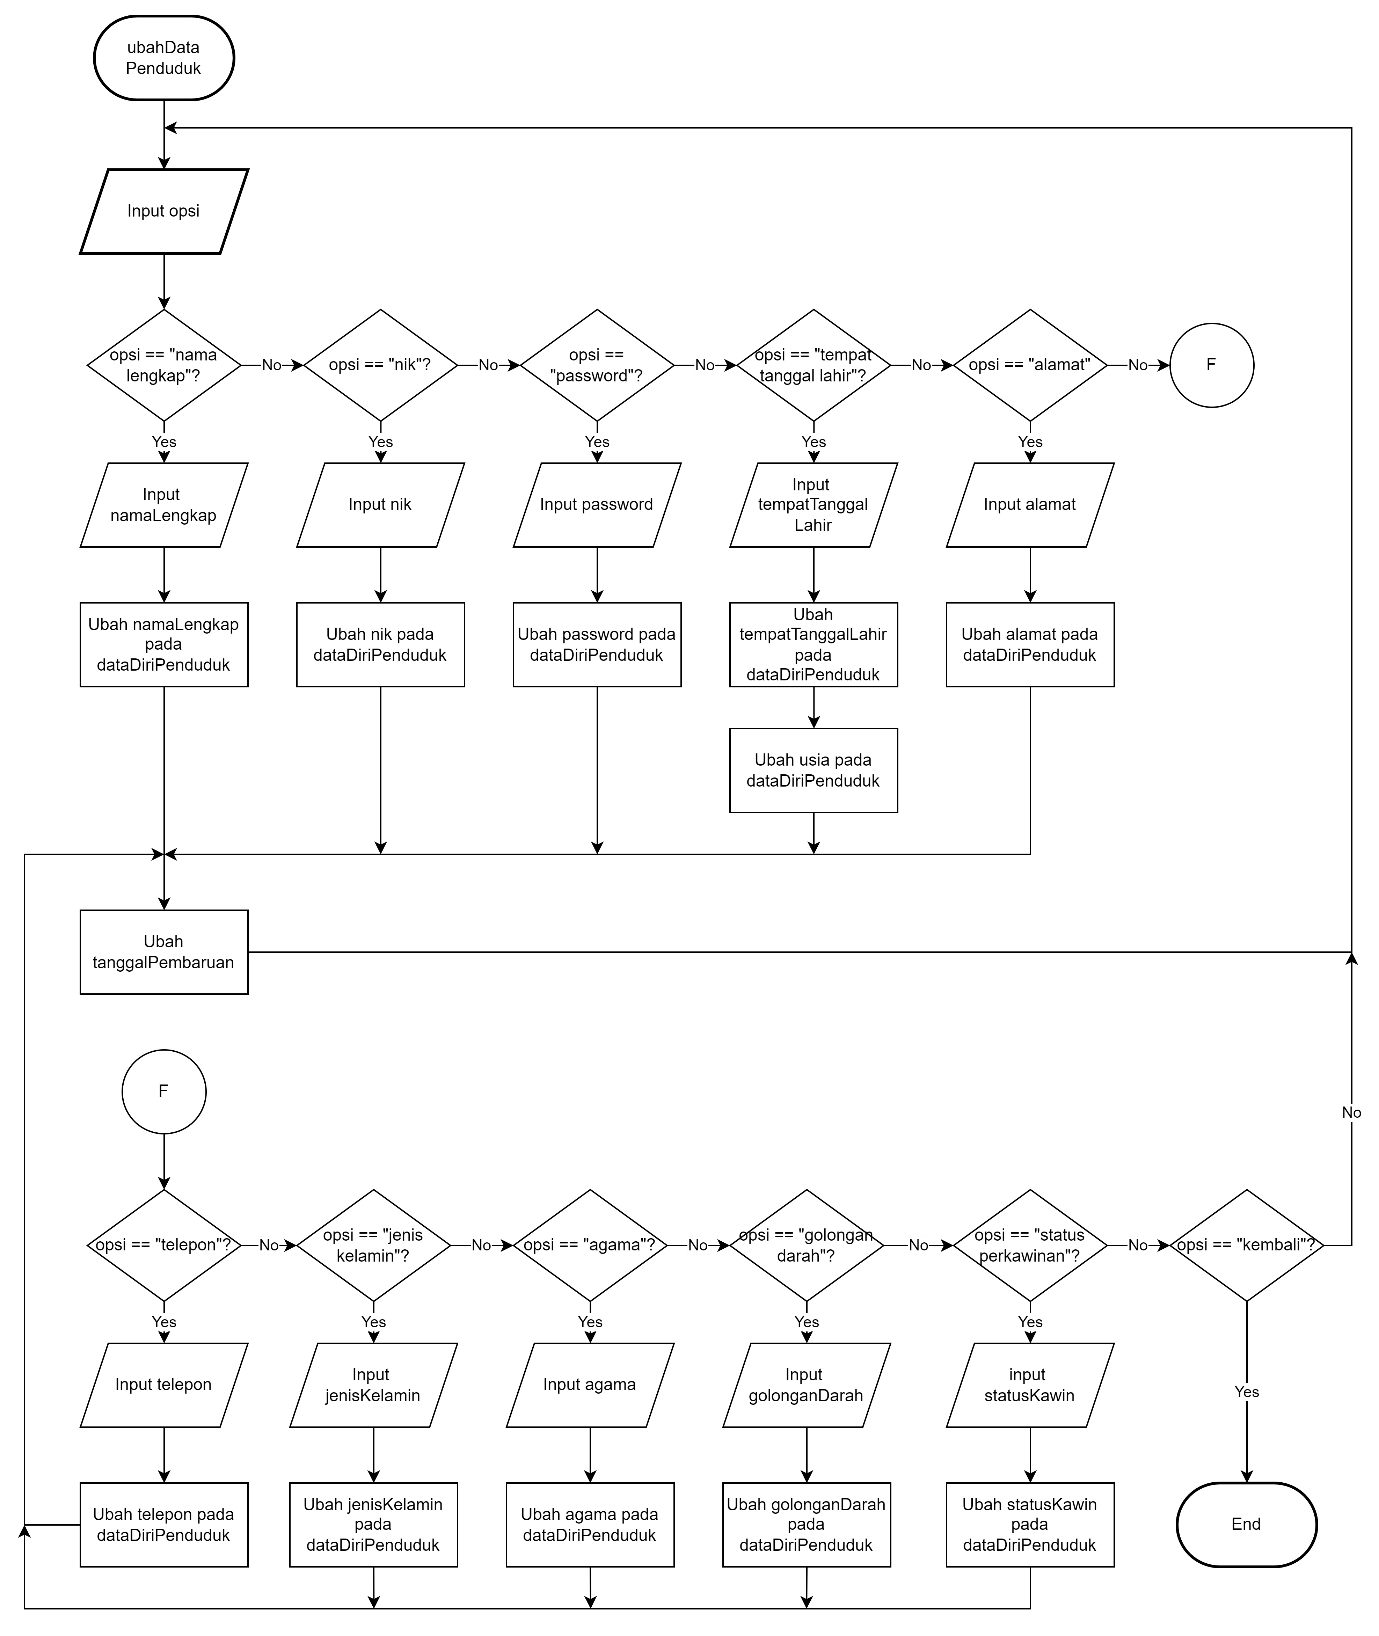 ubahData
Penduduk
Input opsi
opsi == "nama
lengkap"?
No
opsi == "nik"?
No
opsi ==
"password"?
No
opsi == "tempat
tanggal lahir"?
No
opsi == "alamat"
No
F
Yes
Yes
Yes
Yes
Yes
Input
namaLengkap
Input nik
Input password
Input
tempatTanggal
Lahir
Input alamat
Ubah namaLengkap
pada
dataDiriPenduduk
Ubah nik pada
dataDiriPenduduk
Ubah password pada
dataDiriPenduduk
Ubah
tempatTanggalLahir
pada
dataDiriPenduduk
Ubah alamat pada
dataDiriPenduduk
Ubah usia pada
dataDiriPenduduk
Ubah
tanggalPembaruan
F
No
opsi == "telepon"?
No
opsi == "jenis
kelamin"?
No
opsi == "agama"?
No
opsi == "golongan
darah"?
No
opsi == "status
perkawinan"?
No
opsi == "kembali"?
Yes
Yes
Yes
Yes
Yes
Input telepon
Input
jenisKelamin
Input agama
Input
golonganDarah
input
statusKawin
Yes
Ubah telepon pada
dataDiriPenduduk
Ubah jenisKelamin
pada
dataDiriPenduduk
Ubah agama pada
dataDiriPenduduk
Ubah golonganDarah
pada
dataDiriPenduduk
Ubah statusKawin
pada
dataDiriPenduduk
End